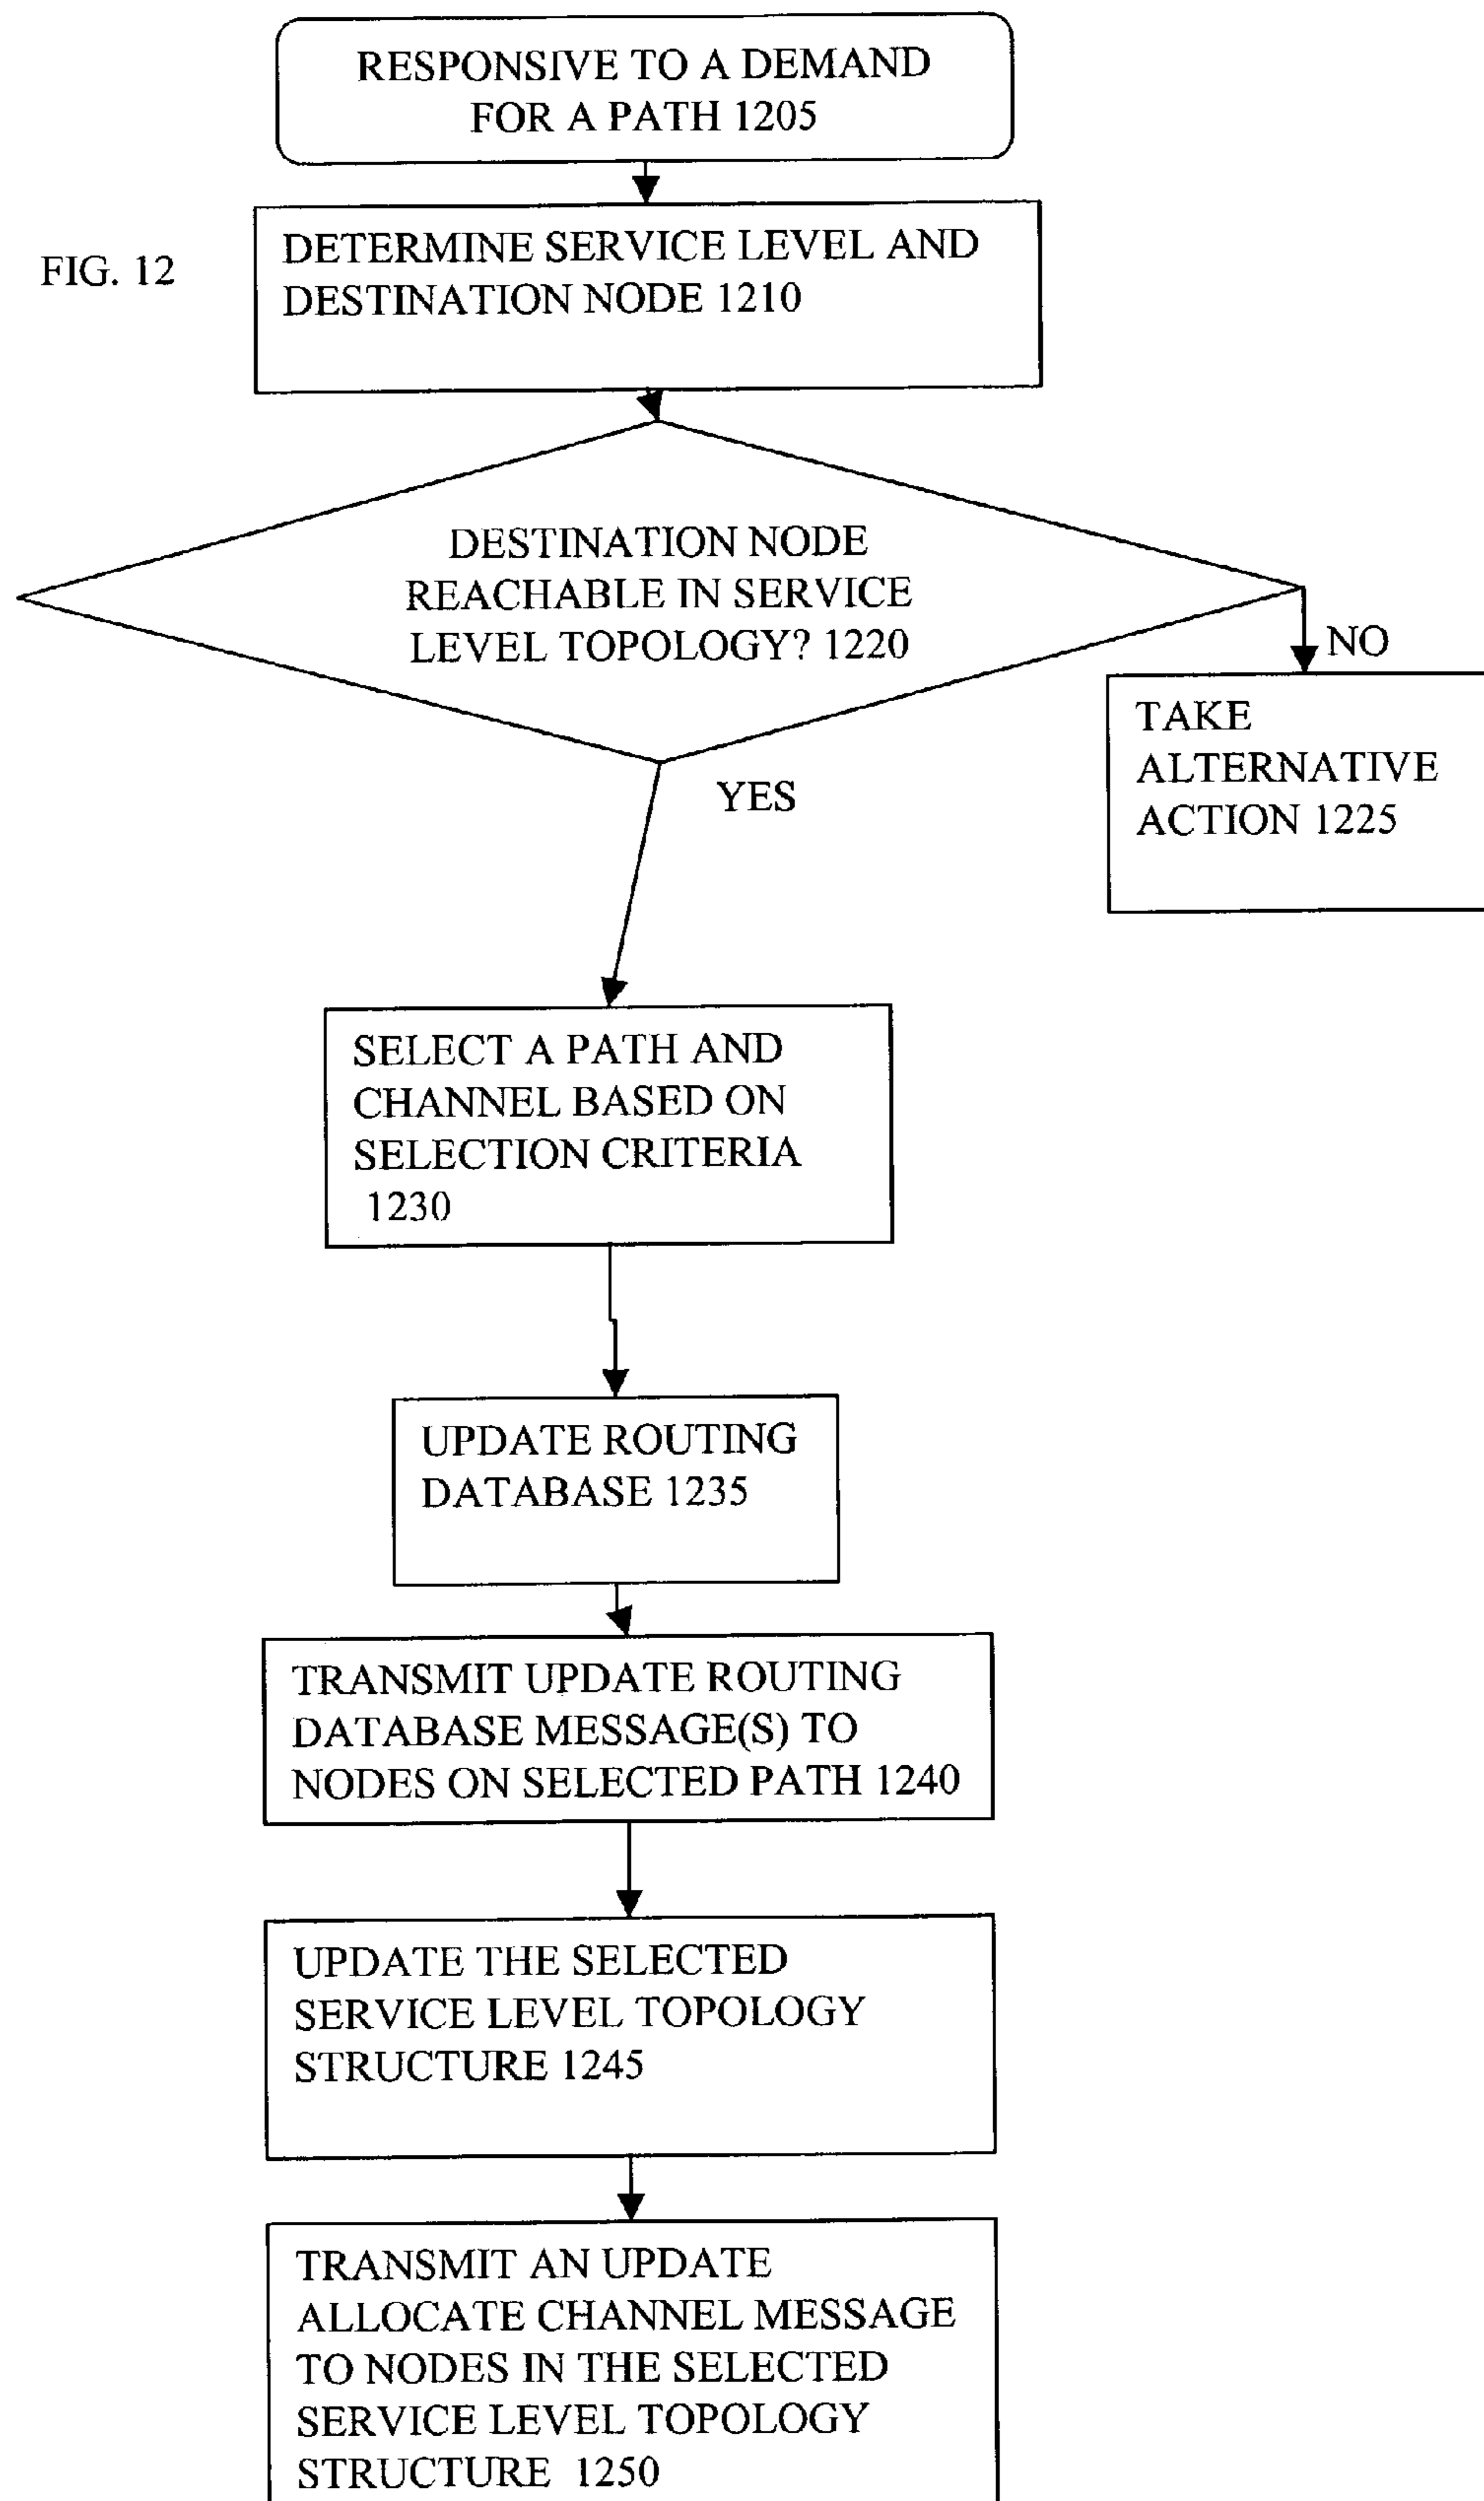 RESPONSIVE TO A DEMAND
FOR A PATH 1205
FIG. 12
DETERMINE SERVICE LEVEL AND
DESTINATION NODE 1210
DESTINATION NODE
REACHABLE IN SERVICE
LEVEL TOPOLOGY? 1220
NO
TAKE
ALTERNATIVE
ACTION 1225
YES
SELECT A PATH AND
CHANNEL BASED ON
SELECTION CRITERIA
1230
UPDATE ROUTING
DATABASE 1235
TRANSMIT UPDATE ROUTING
DATABASE MESSAGE(S) TO
NODES ON SELECTED PATH 1240
UPDATE THE SELECTED
SERVICE LEVEL TOPOLOGY
STRUCTURE 1245
TRANSMIT AN UPDATE
ALLOCATE CHANNEL MESSAGE
TO NODES IN THE SELECTED
SERVICE LEVEL TOPOLOGY
STRUCTURE 1250